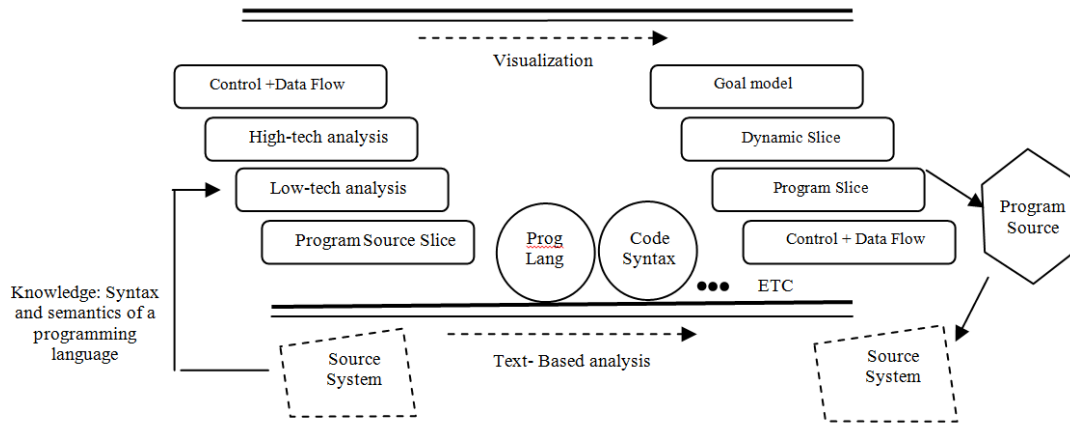 Visualization
Control +Data Flow
High-tech analysis
Low-tech analysis
Program Source Slice
Goal model
Dynamic Slice
Program Slice
Control + Data Flow
Prog
Lang
Code
Syntax
ETC
Program
Source
Knowledge: Syntax
and semantics of a
programming
language
Source
System
Text- Based analysis
Source
System